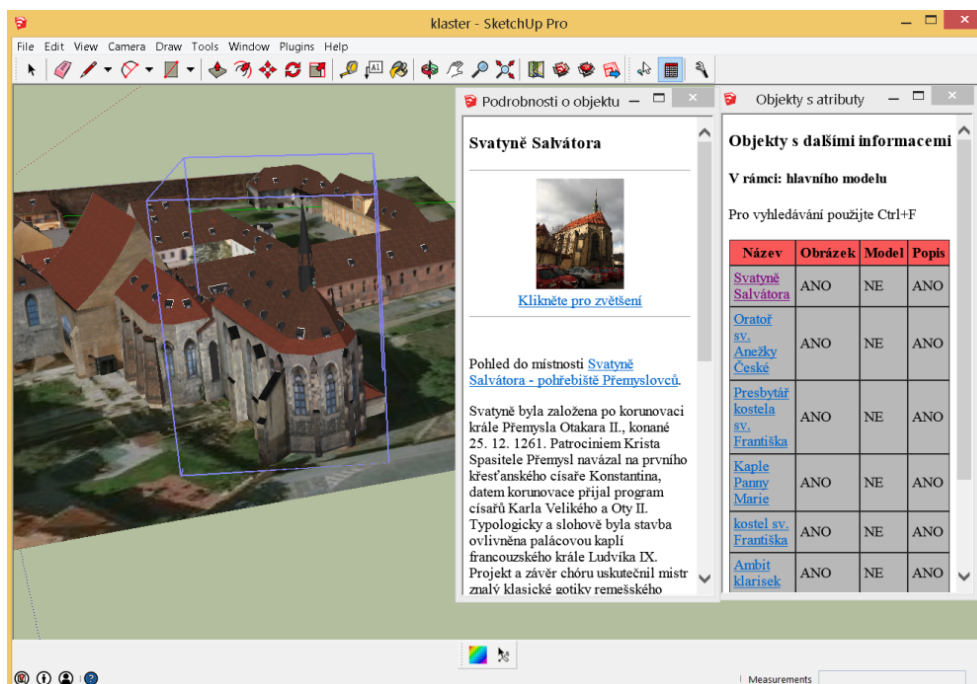 klaster - SketchUp Pro
File Edit View Camera Draw Tools Window Plugins Help
A1
Podrobnosti o objektu
Svatyně Salvátora
Klikněte pro zvětšení
Pohled do místnosti Svatyně
Salvátora - pohřebiště Přemyslovců.
Svatyně byla založena po korunovaci
krále Přemysla Otakara II., konané
25. 12. 1261. Patrociniem Krista
Spasitele Přemysl navázal na prvního
křesťanského císaře Konstantina,
datem korunovace přijal program
císařů Karla Velikého a Oty II.
Typologicky a slohově byla stavba
ovlivněna palácovou kaplí
francouzského krále Ludvíka IX.
Projekt a závěr chóru uskutečnil mistr
znalý klasické gotiky remešského
Objekty s atributy
Objekty s dalšími informacemi
V rámci: hlavního modelu
Pro vyhledávání použijte Ctrl+F
Název Obrázek Model Popis
Svatyně
Salvátora ANO NE ANO
Oratoř
sv.
Anežky
České ANO NE ANO
Presbytář
kostela
sv.
Františka ANO NE ANO
Kaple
Panny
Marie ANO NE ANO
kostel sv.
Františka ANO NE ANO
Ambit
klarisek ANO NE ANO
Measurements